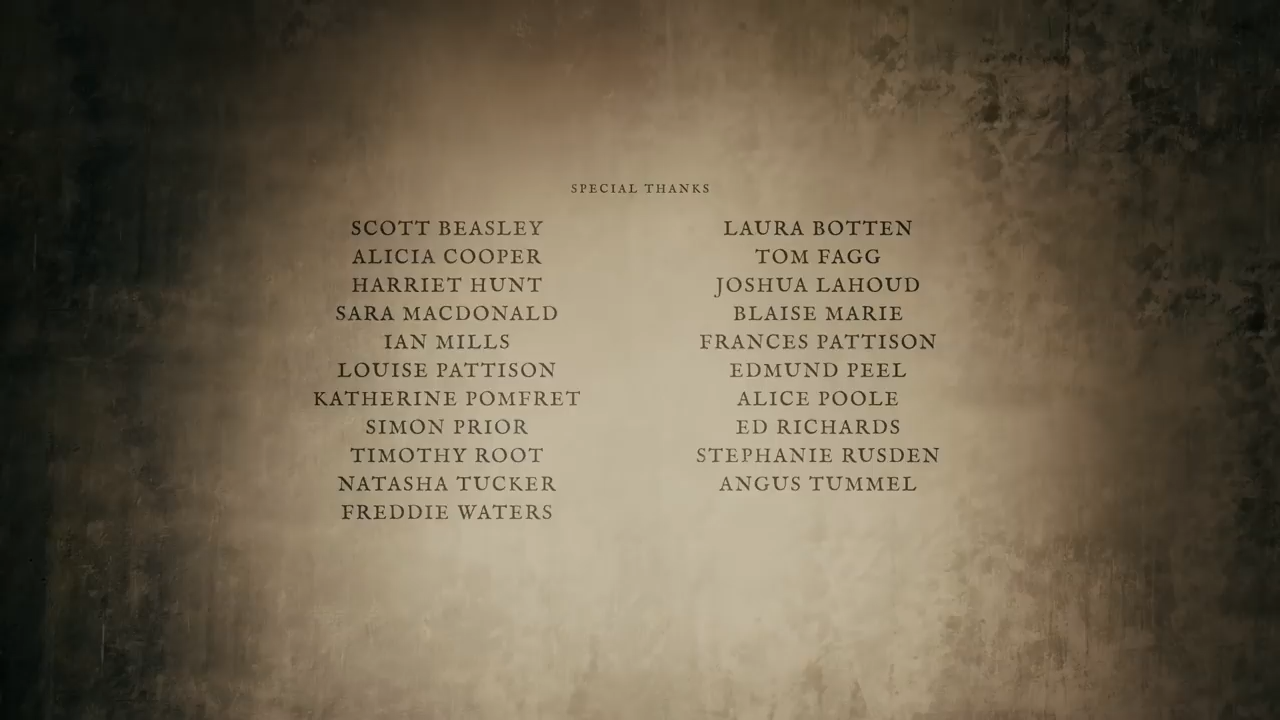 SPECIAL THANKS
SCOTT BEASLEY
ALICIA COOPER
HARRIET HUNT
SARA MACDONALD
IAN MILLS
LOUISE PATTISON
KATHERINE POMFRET
SIMON PRIOR
TIMOTHY ROOT
NATASHA TUCKER
FREDDIE WATERS
LAURA BOTTEN
TOM FAGG
JOSHUA LAHOUD
BLAISE MARIE
FRANCES PATTISON
EDMUND PEEL
ALICE POOLE
ED RICHARDS
STEPHANIE RUSDEN
ANGUS TUMMEL